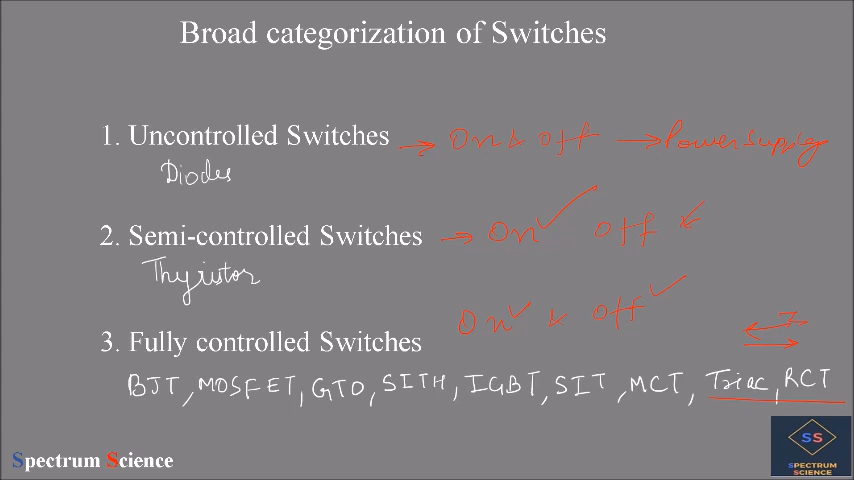 Broad categorization of Switches
1. Uncontrolled Switches → On & Off → Power Supply
Diodes
2. Semi-controlled Switches → On ✓ Off
Thyristor
On ✓ & Off ✓
3. Fully controlled Switches
BJT, MOSFET, GTO, SITH, IGBT, SIT, MCT, Triac, RCT
SS
SPECTRUM
SCIENCE
Spectrum Science